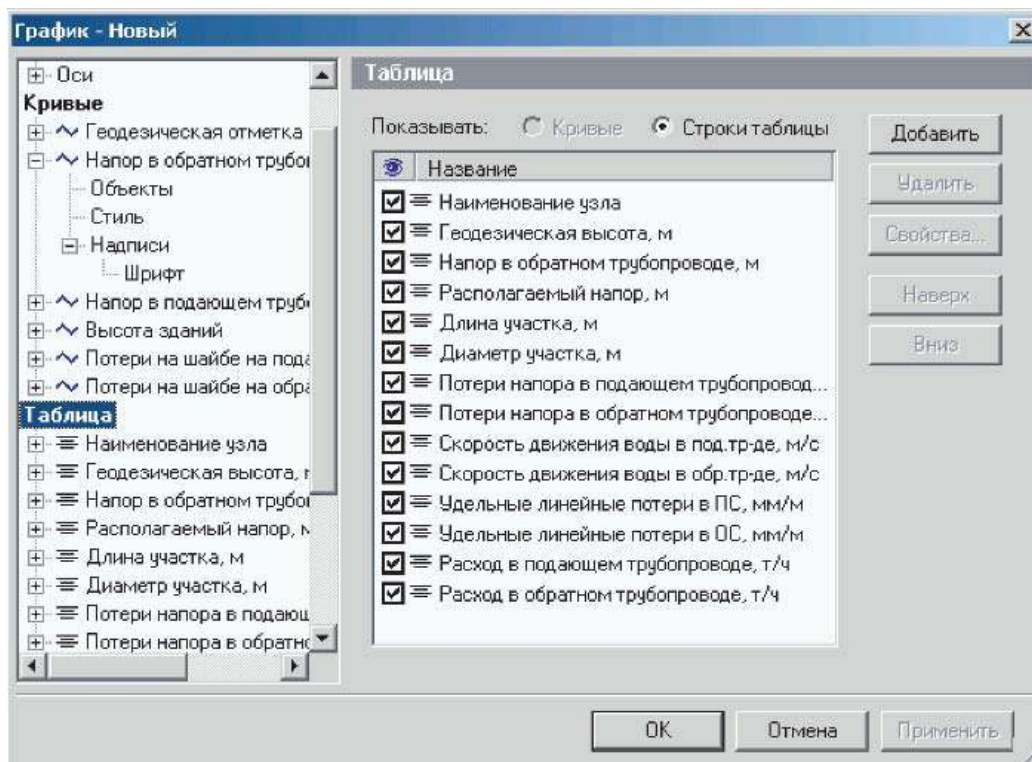 График - Новый
Оси
Кривые
Геодезическая отметка
Напор в обратном трубо
Объекты
Стиль
Надписи
Шрифт
Напор в подающем труб
Высота зданий
Потери на шайбе на пода
Потери на шайбе на обра
Таблица
Наименование узла
Геодезическая высота,
Напор в обратном трубо
Располагаемый напор,
Длина участка, м
Диаметр участка, м
Потери напора в подающ
Потери напора в обратн
Таблица
Показывать: Кривые Строки таблицы
Название
Наименование узла
Геодезическая высота, м
Напор в обратном трубопроводе, м
Располагаемый напор, м
Длина участка, м
Диаметр участка, м
Потери напора в подающем трубопровод...
Потери напора в обратном трубопроводе...
Скорость движения воды в под.тр-де, м/с
Скорость движения воды в обр.тр-де, м/с
Удельные линейные потери в ПС, мм/м
Удельные линейные потери в ОС, мм/м
Расход в подающем трубопроводе, т/ч
Расход в обратном трубопроводе, т/ч
Добавить
Удалить
Свойства...
Наверх
Вниз
OK
Отмена
Применить